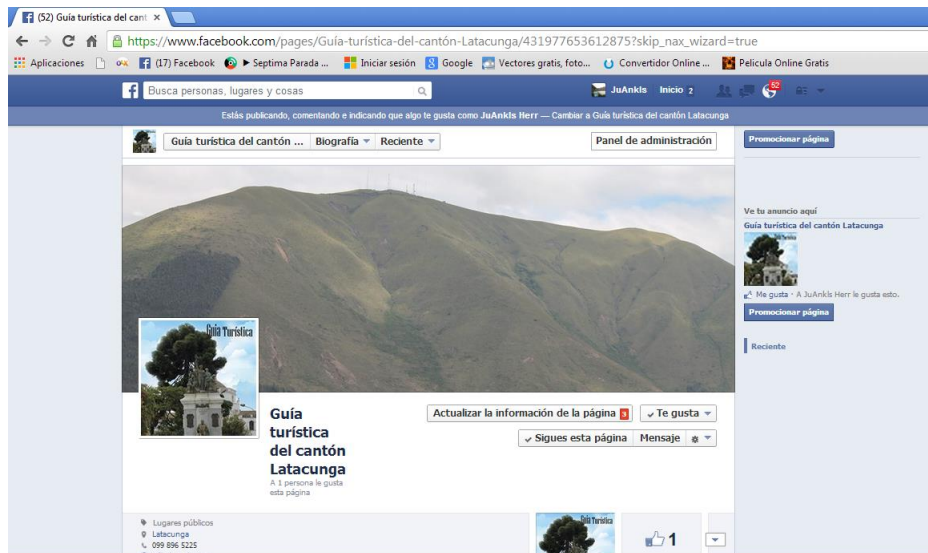 (52) Guía turística del cant
https://www.facebook.com/pages/Guía-turística-del-cantón-Latacunga/431977653612875?skip_nax_wizard=true
Aplicaciones (17) Facebook Septima Parada ... Iniciar sesión Google Vectores gratis, foto... Convertidor Online ... Pelicula Online Gratis
Busca personas, lugares y cosas JuAnkls Inicio 2 52
Estás publicando, comentando e indicando que algo te gusta como JuAnkls Herr — Cambiar a Guía turística del cantón Latacunga
Guía turística del cantón ... Biografía Reciente Panel de administración Promocionar página
Ve tu anuncio aquí
Guía turística del cantón Latacunga
Guía Turística
Me gusta · A JuAnkls Herr le gusta esto.
Promocionar página
Reciente
Guía Turística
Guía
turística
del cantón
Latacunga
A 1 persona le gusta
esta página
Actualizar la información de la página 3 Te gusta
Sigues esta página Mensaje
Lugares públicos
Latacunga
099 896 5225
Guía Turística
1